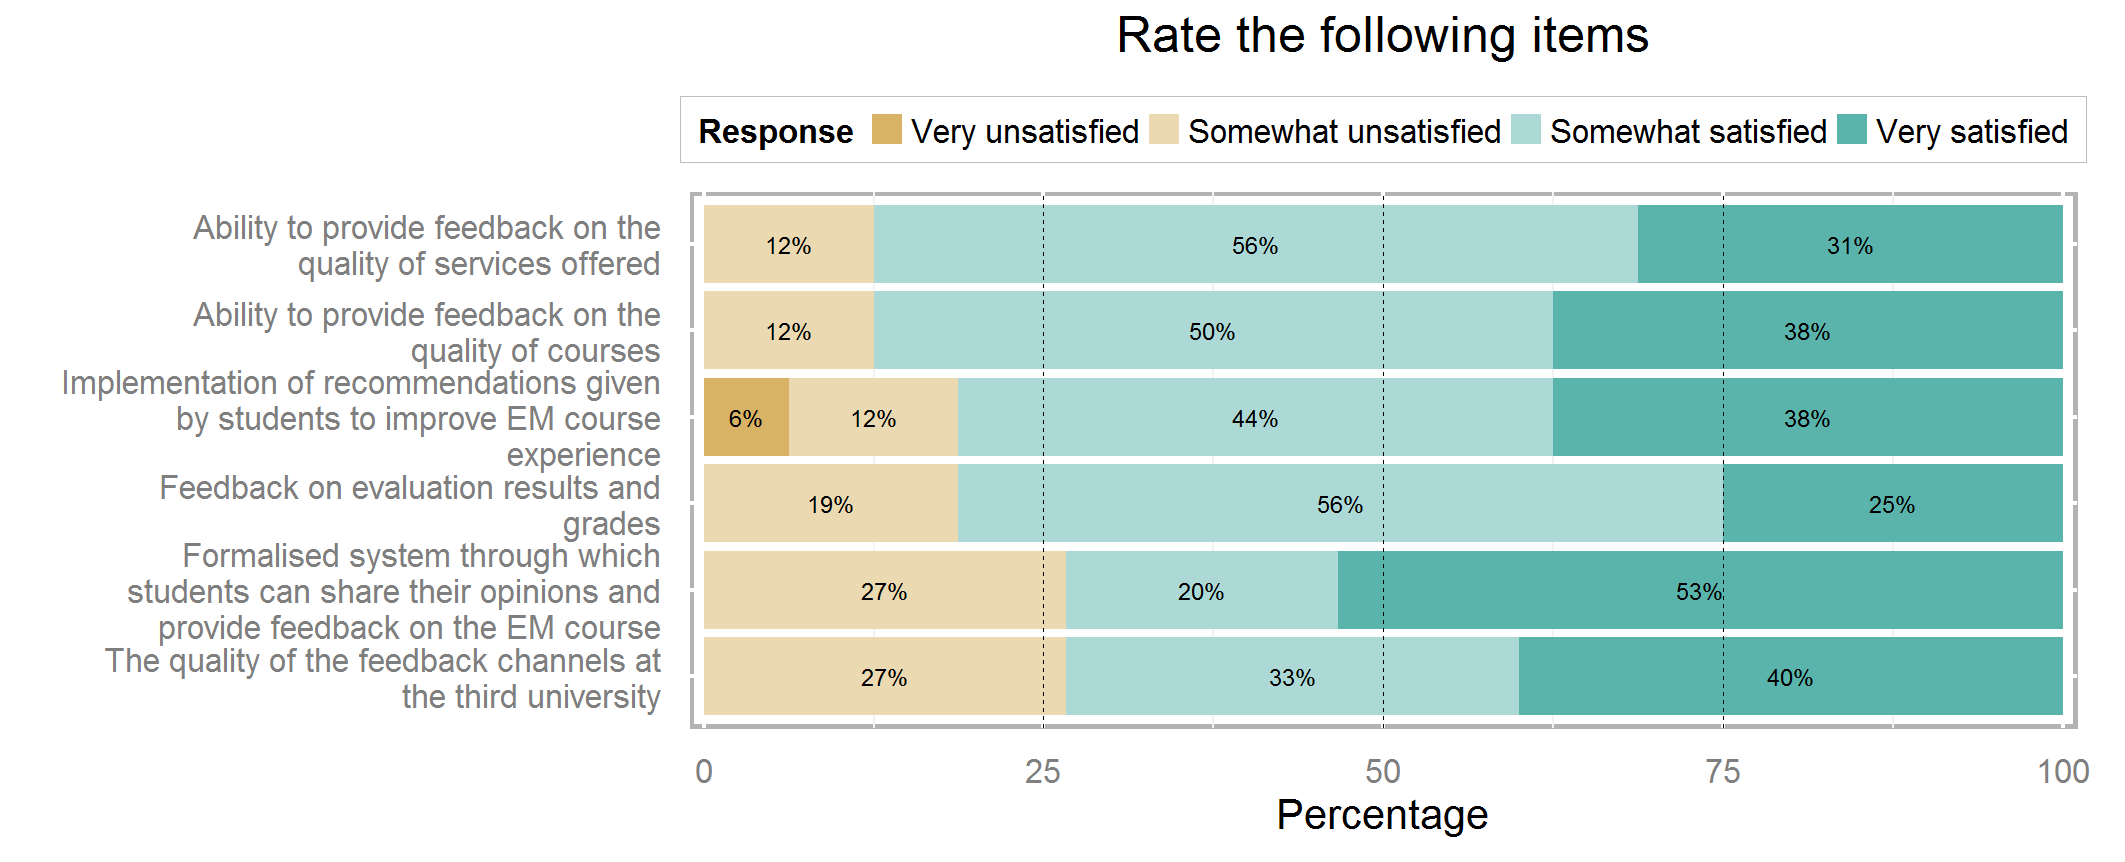 Rate the following items
Response Very unsatisfied Somewhat unsatisfied Somewhat satisfied Very satisfied
Ability to provide feedback on the
quality of services offered
12% 56% 31%
Ability to provide feedback on the
quality of courses
12% 50% 38%
Implementation of recommendations given
by students to improve EM course
experience
6% 12% 44% 38%
Feedback on evaluation results and
grades
19% 56% 25%
Formalised system through which
students can share their opinions and
provide feedback on the EM course
27% 20% 53%
The quality of the feedback channels at
the third university
27% 33% 40%
0 25 50 75 100
Percentage